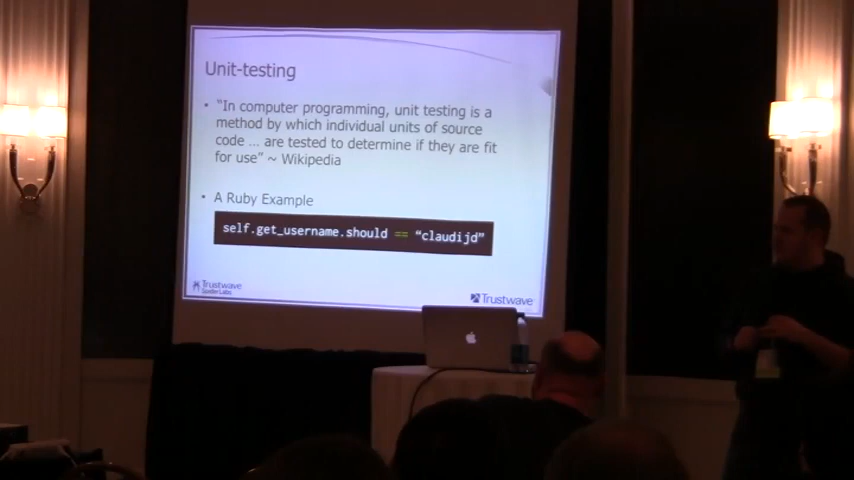 Unit-testing
• "In computer programming, unit testing is a
method by which individual units of source
code ... are tested to determine if they are fit
for use" ~ Wikipedia
• A Ruby Example
self.get_username.should == "claudijd"
Trustwave
SpiderLabs
Trustwave